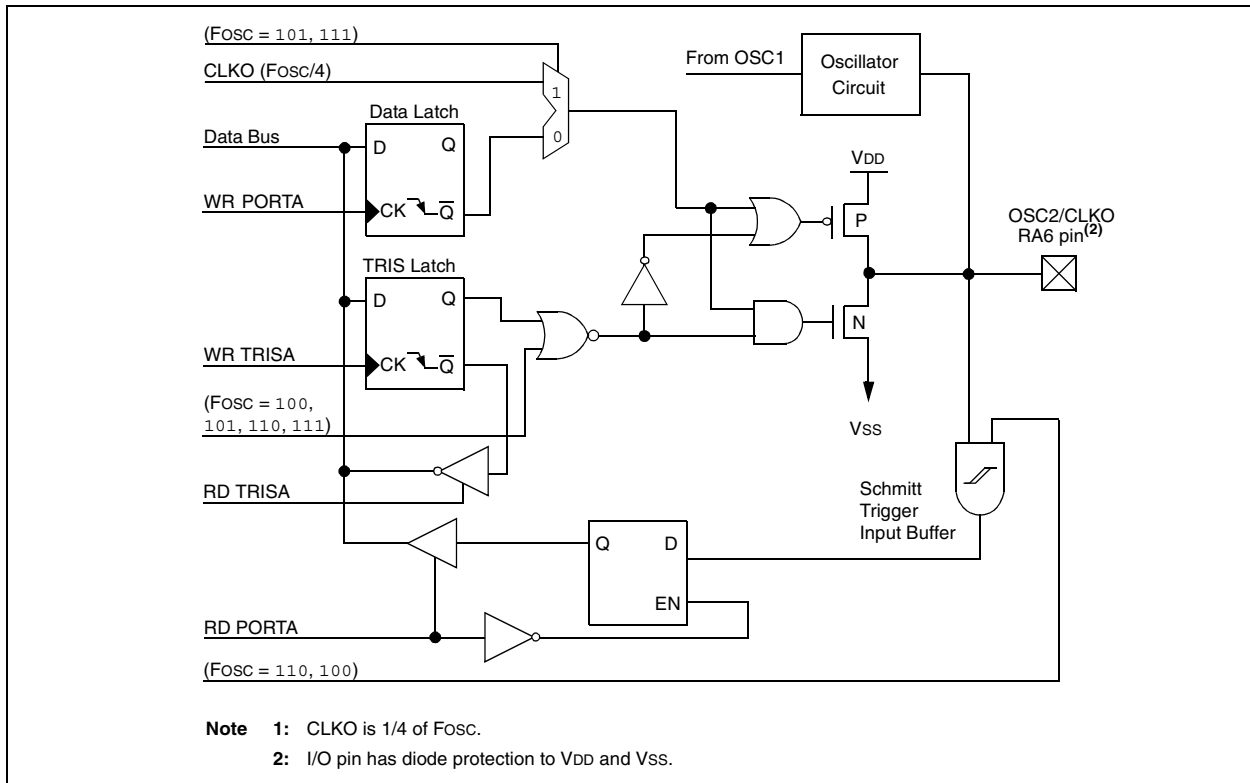 (FOSC = 101, 111)
CLKO (FOSC/4)
From OSC1
Oscillator
Circuit
1
0
Data Latch
Data Bus
D
Q
WR PORTA
CK
Q
VDD
P
OSC2/CLKO
RA6 pin(2)
TRIS Latch
D
Q
N
WR TRISA
CK
Q
VSS
(FOSC = 100,
101, 110, 111)
RD TRISA
Schmitt
Trigger
Input Buffer
Q
D
EN
RD PORTA
(FOSC = 110, 100)
Note 1: CLKO is 1/4 of FOSC.
2: I/O pin has diode protection to VDD and VSS.